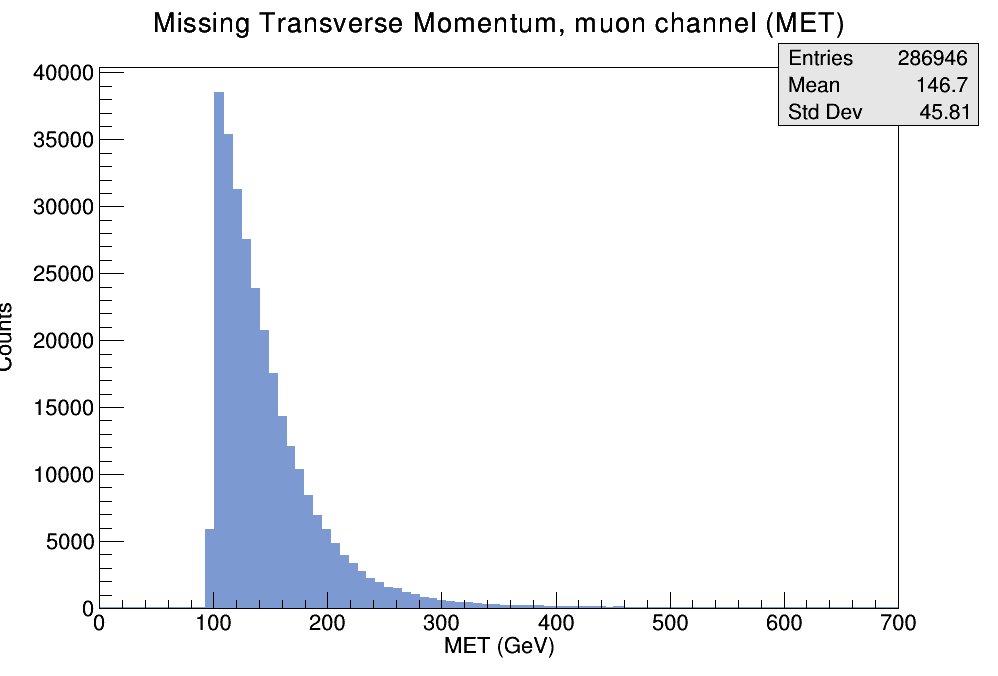 Missing Transverse Momentum, muon channel (MET)
Entries 286946
Mean 146.7
Std Dev 45.81
40000
35000
30000
25000
20000
15000
10000
5000
0
Counts
0 100 200 300 400 500 600 700
MET (GeV)